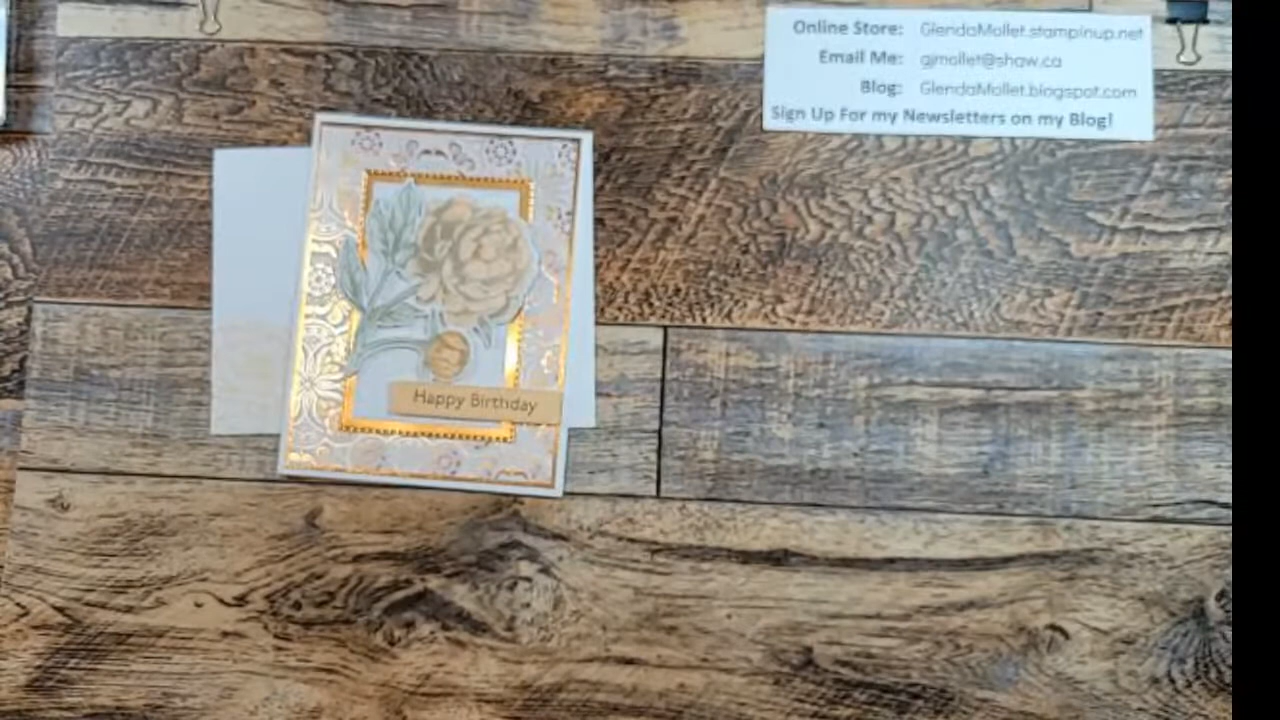 Online Store: GlendaMollet.stampinup.net
Email Me: gjmollet@shaw.ca
Blog: GlendaMollet.blogspot.com
Sign Up For my Newsletters on my Blog!
Happy Birthday